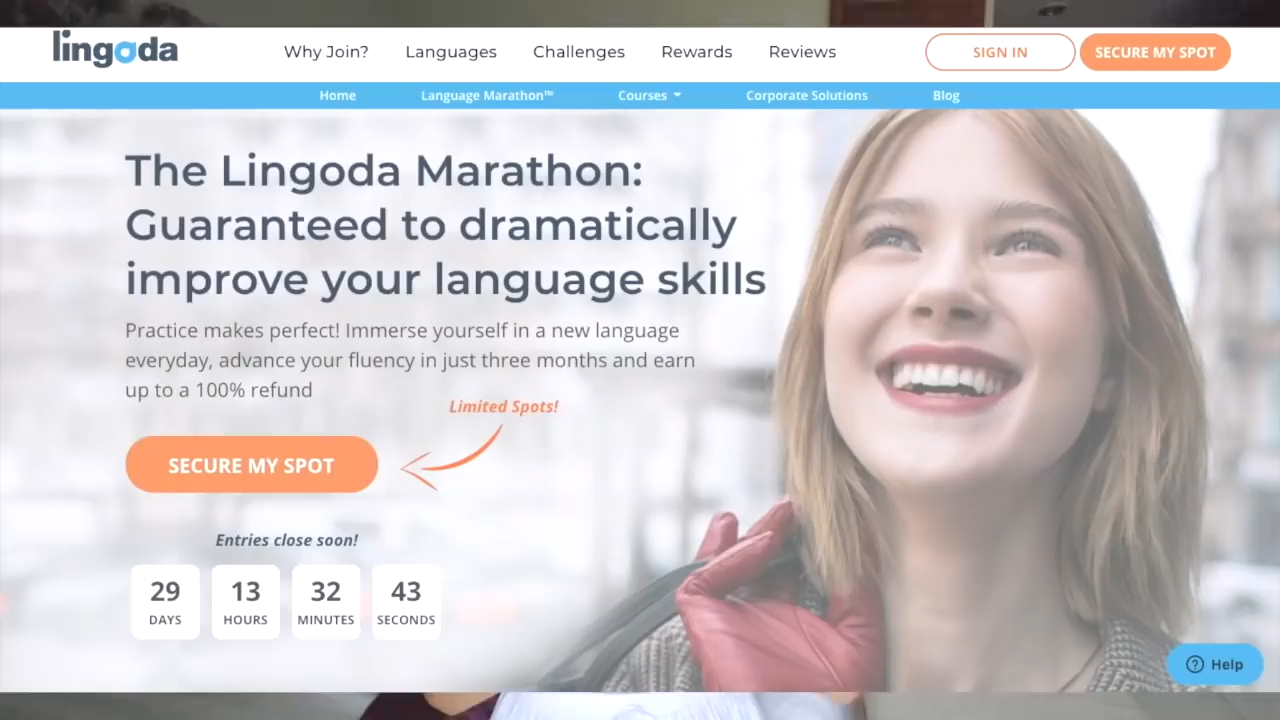 lingoda
Why Join? Languages Challenges Rewards Reviews SIGN IN SECURE MY SPOT
Home Language Marathon™ Courses Corporate Solutions Blog
The Lingoda Marathon:
Guaranteed to dramatically
improve your language skills
Practice makes perfect! Immerse yourself in a new language
everyday, advance your fluency in just three months and earn
up to a 100% refund
Limited Spots!
SECURE MY SPOT
Entries close soon!
29 13 32 43
DAYS HOURS MINUTES SECONDS
Help